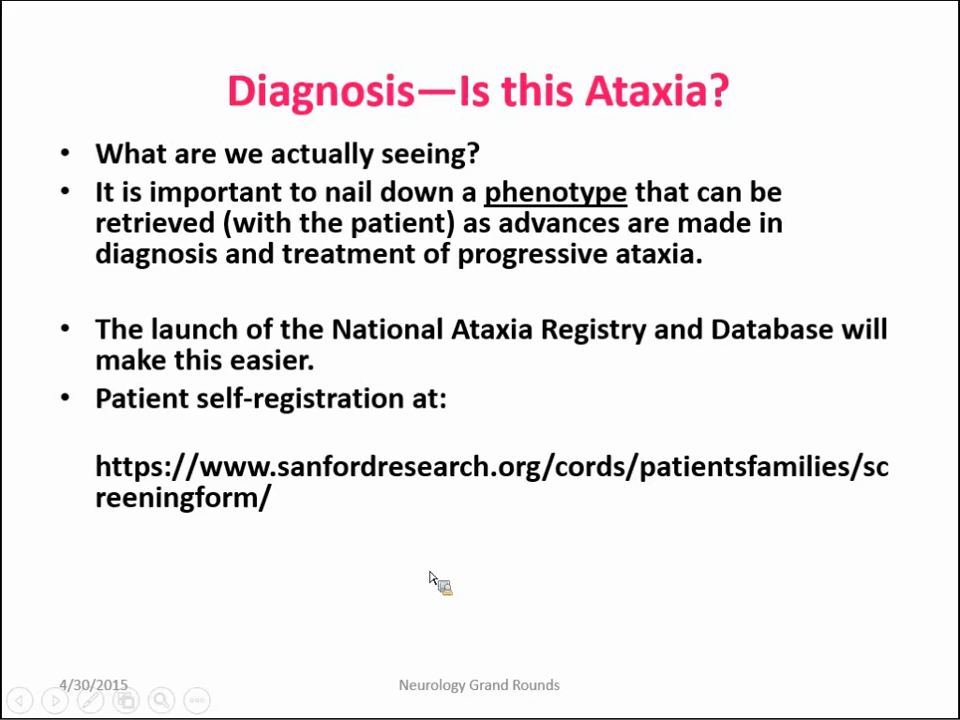 Diagnosis—Is this Ataxia?
• What are we actually seeing?
• It is important to nail down a phenotype that can be
retrieved (with the patient) as advances are made in
diagnosis and treatment of progressive ataxia.
• The launch of the National Ataxia Registry and Database will
make this easier.
• Patient self-registration at:
https://www.sanfordresearch.org/cords/patientsfamilies/sc
reeningform/
4/30/2015
Neurology Grand Rounds